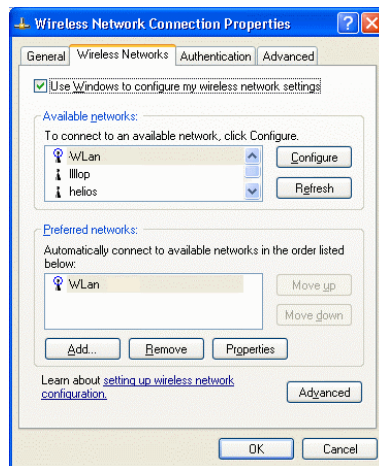 Wireless Network Connection Properties
General Wireless Networks Authentication Advanced
Use Windows to configure my wireless network settings
Available networks:
To connect to an available network, click Configure.
WLan
llllop
helios
Configure
Refresh
Preferred networks:
Automatically connect to available networks in the order listed
below:
WLan
Move up
Move down
Add... Remove Properties
Learn about setting up wireless network
configuration.
Advanced
OK Cancel